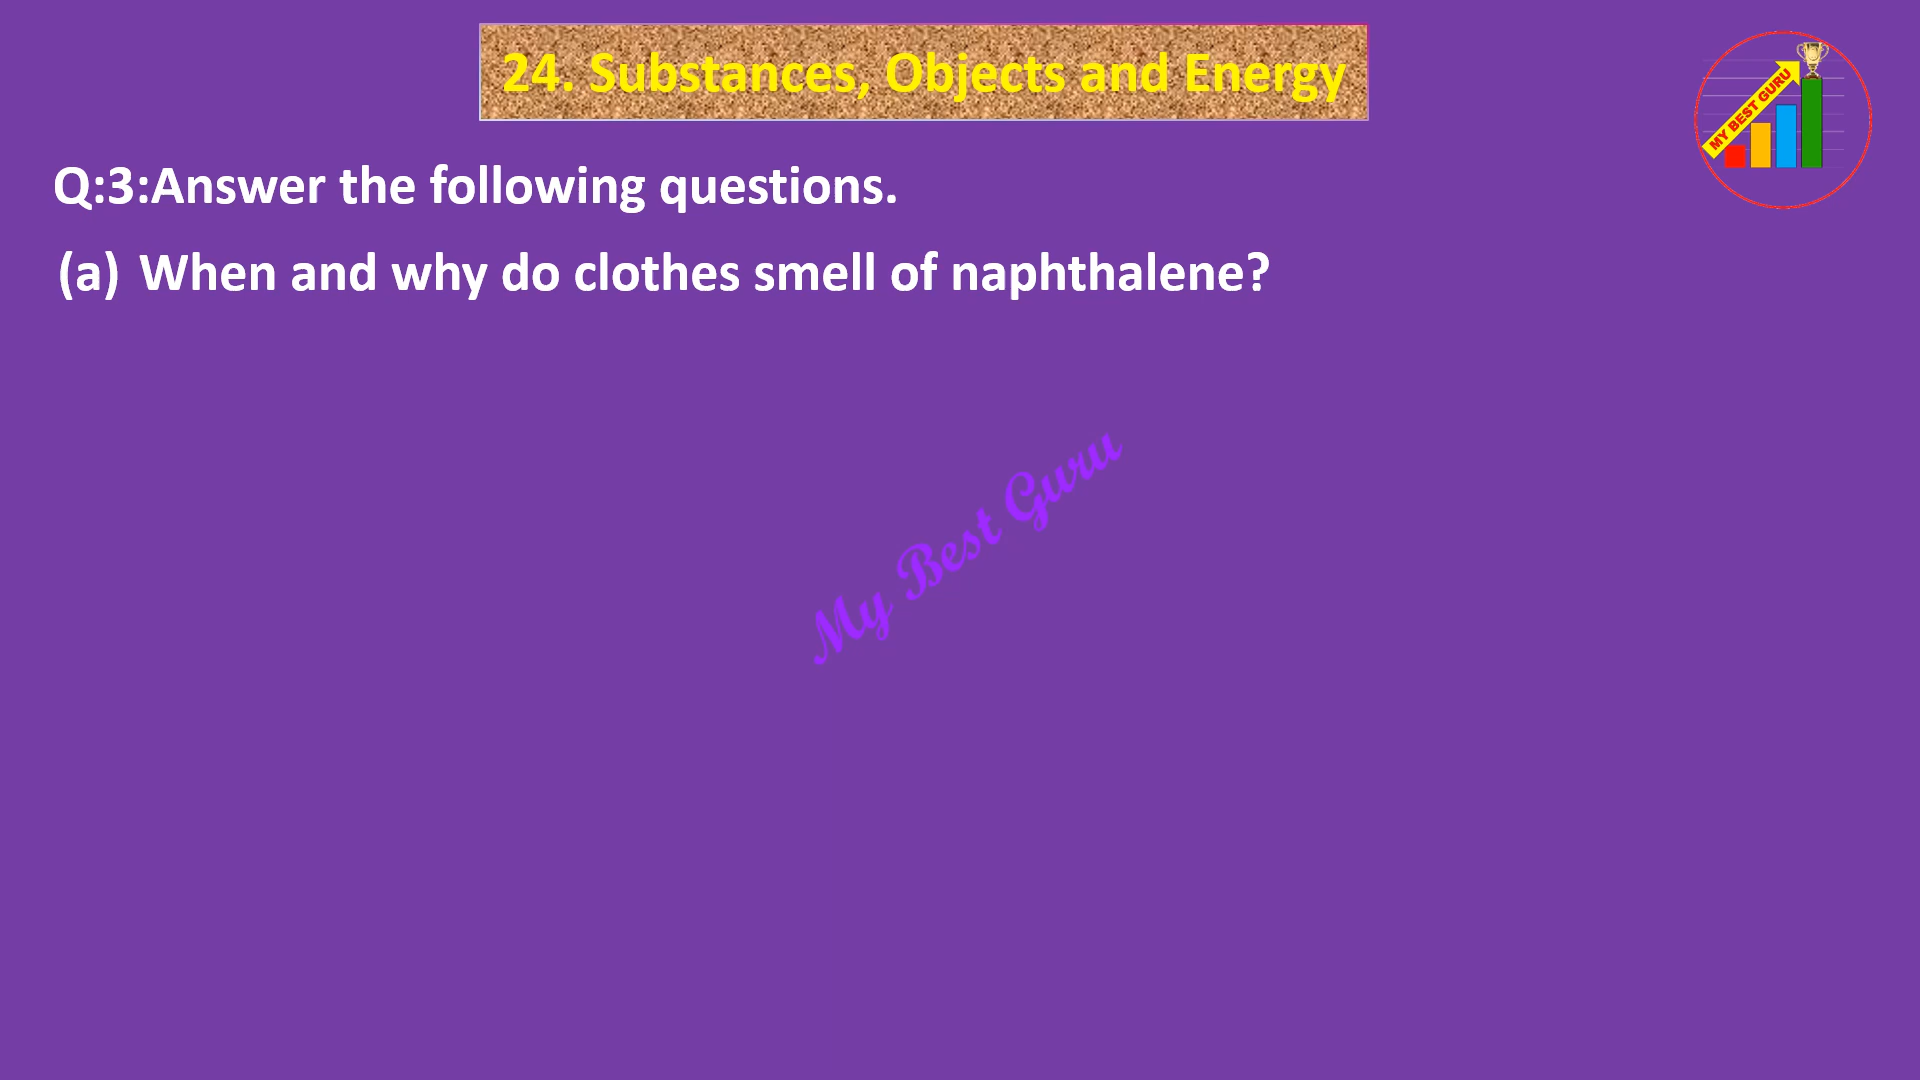 24. Substances, Objects and Energy
MY BEST GURU
Q:3:Answer the following questions.
(a) When and why do clothes smell of naphthalene?
My Best Guru